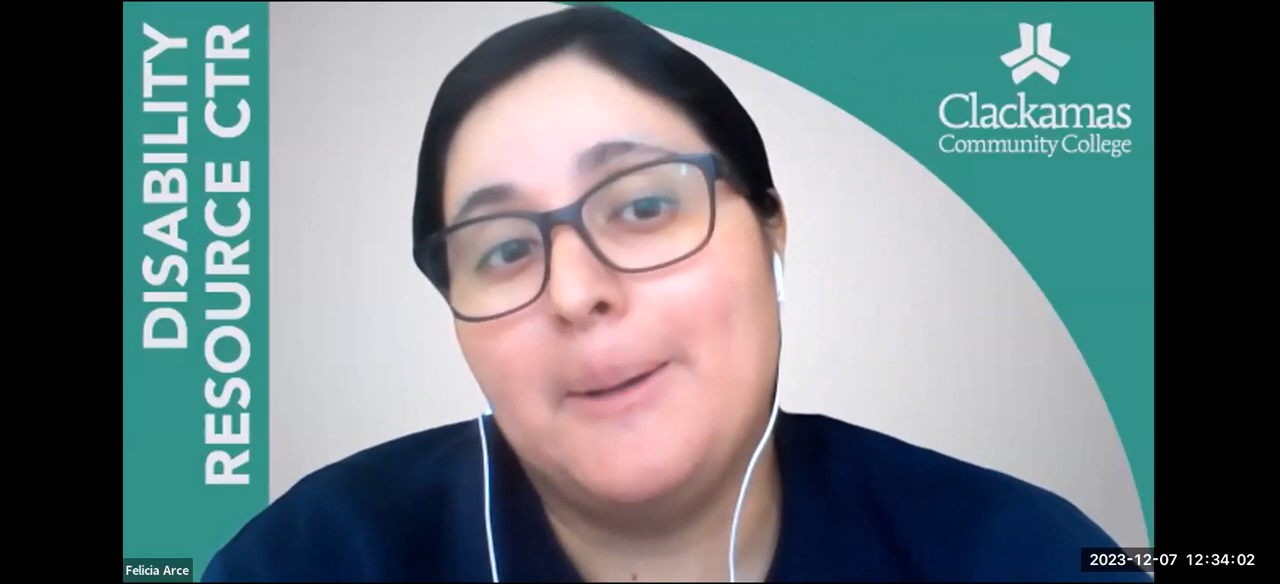 DISABILITY
RESOURCE CTR
Clackamas
Community College
Felicia Arce
2023-12-07 12:34:02